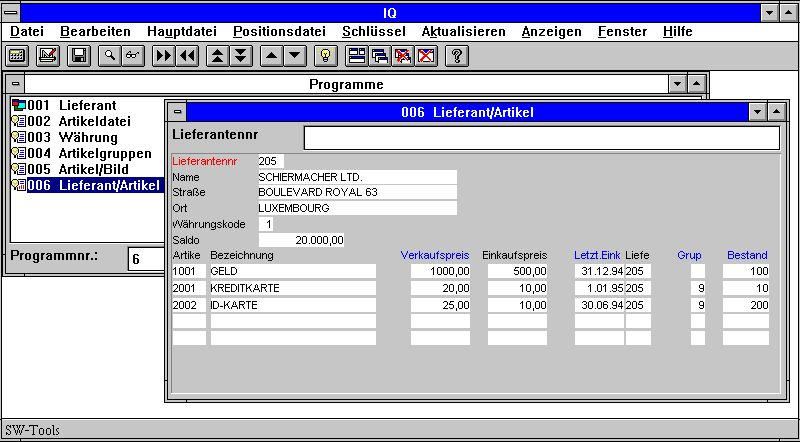 IQ
Datei Bearbeiten Hauptdatei Positionsdatei Schlüssel Aktualisieren Anzeigen Fenster Hilfe
Programme
001 Lieferant
002 Artikeldatei
003 Währung
004 Artikelgruppen
005 Artikel/Bild
006 Lieferant/Artikel
Programmnr.: 6
006 Lieferant/Artikel
Lieferantennr
Lieferantennr 205
Name SCHIERMACHER LTD.
Straße BOULEVARD ROYAL 63
Ort LUXEMBOURG
Währungskode 1
Saldo 20.000,00
Artike Bezeichnung Verkaufspreis Einkaufspreis Letzt.Eink Liefe Grup Bestand
1001 GELD 1000,00 500,00 31.12.94 205 100
2001 KREDITKARTE 20,00 10,00 1.01.95 205 9 10
2002 ID-KARTE 25,00 10,00 30.06.94 205 9 200
SW-Tools